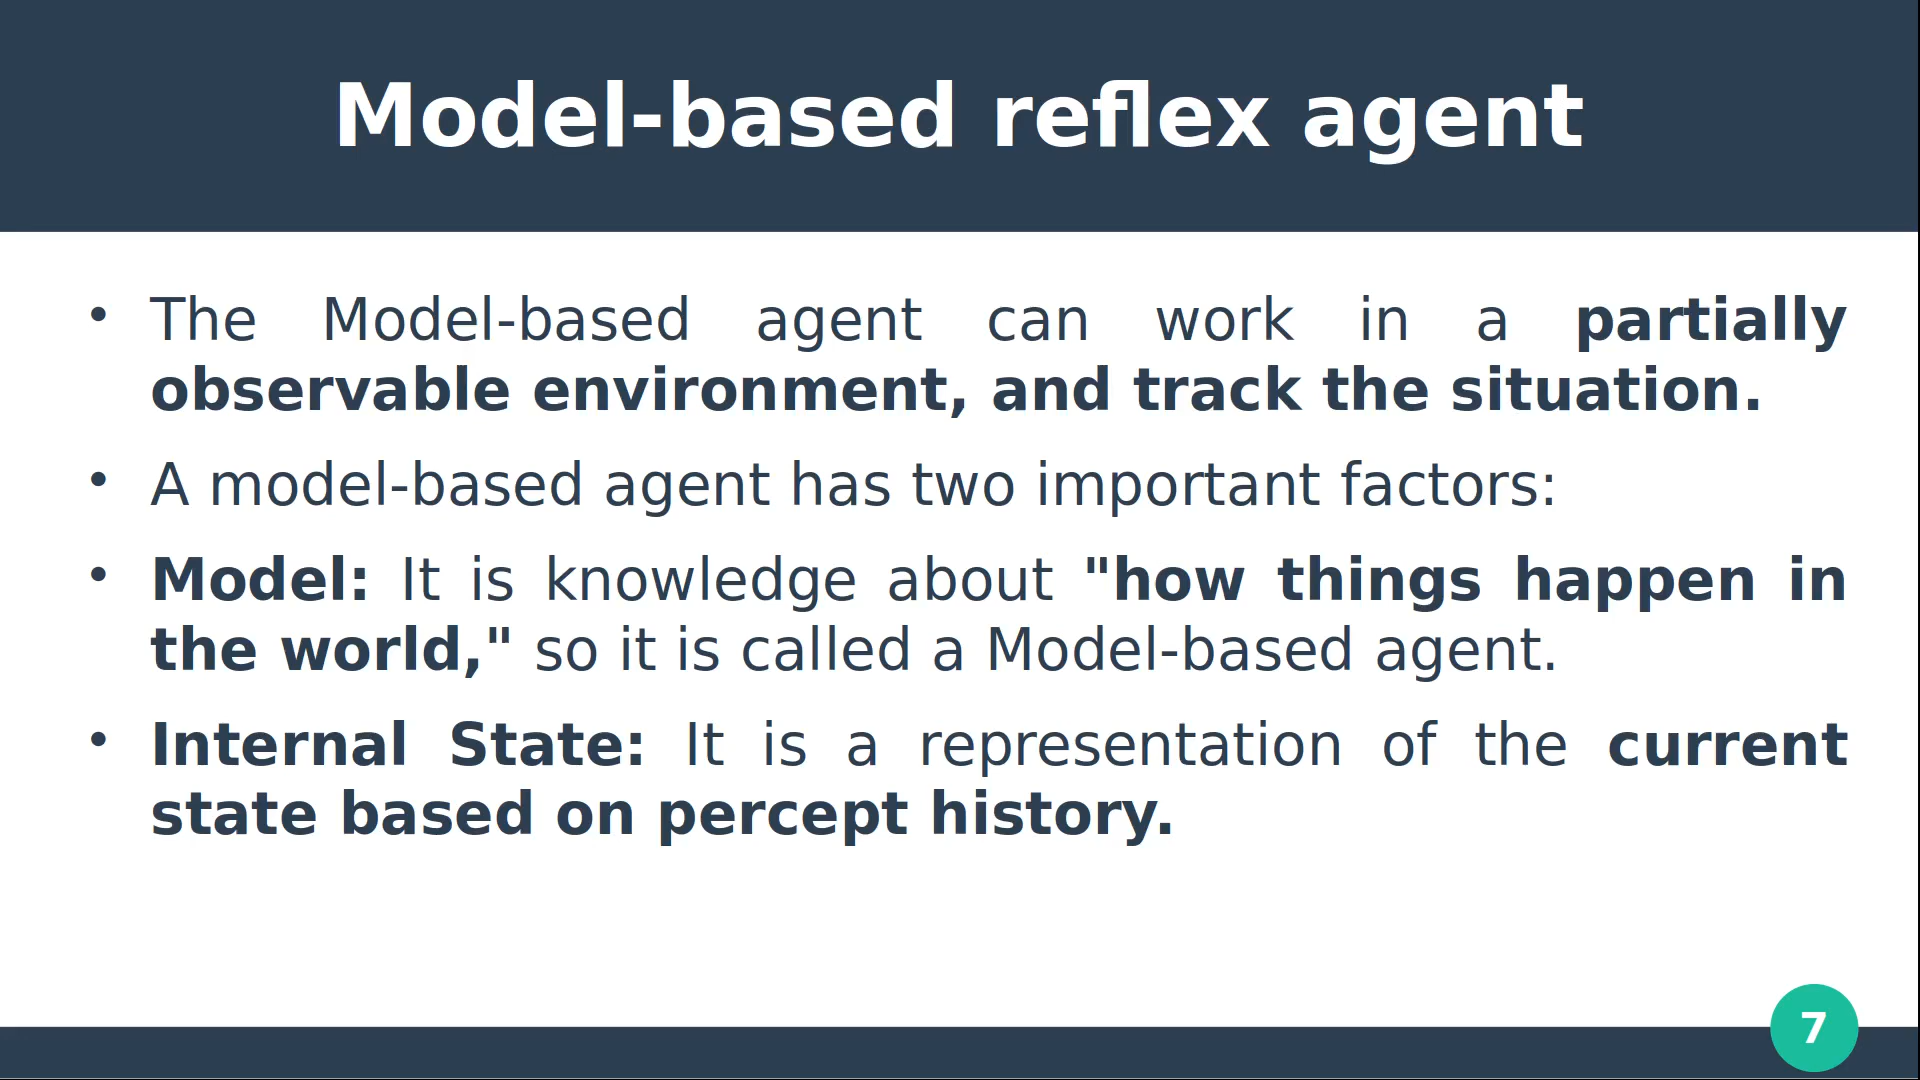 Model-based reflex agent
• The Model-based agent can work in a partially
observable environment, and track the situation.
• A model-based agent has two important factors:
• Model: It is knowledge about "how things happen in
the world," so it is called a Model-based agent.
• Internal State: It is a representation of the current
state based on percept history.
7